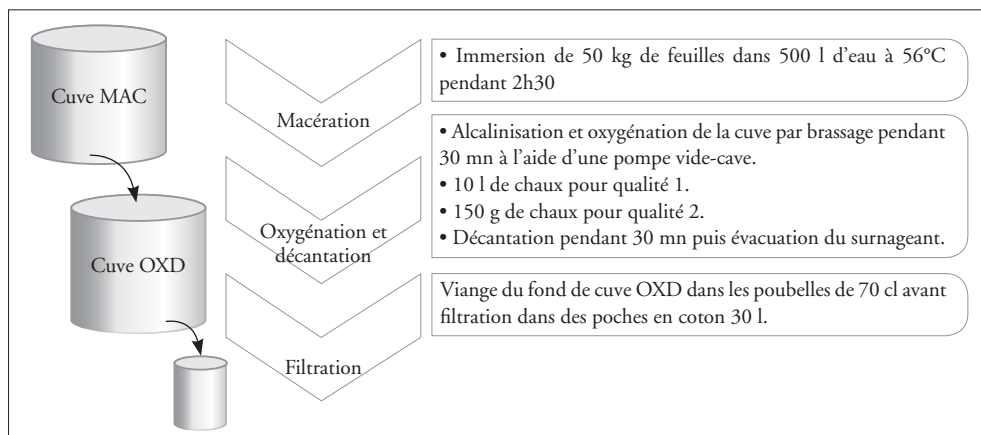 Cuve MAC
Macération
• Immersion de 50 kg de feuilles dans 500 l d'eau à 56°C
pendant 2h30
Cuve OXD
Oxygénation et
décantation
• Alcalinisation et oxygénation de la cuve par brassage pendant
30 mn à l'aide d'une pompe vide-cave.
• 10 l de chaux pour qualité 1.
• 150 g de chaux pour qualité 2.
• Décantation pendant 30 mn puis évacuation du surnageant.
Filtration
Viange du fond de cuve OXD dans les poubelles de 70 cl avant
filtration dans des poches en coton 30 l.